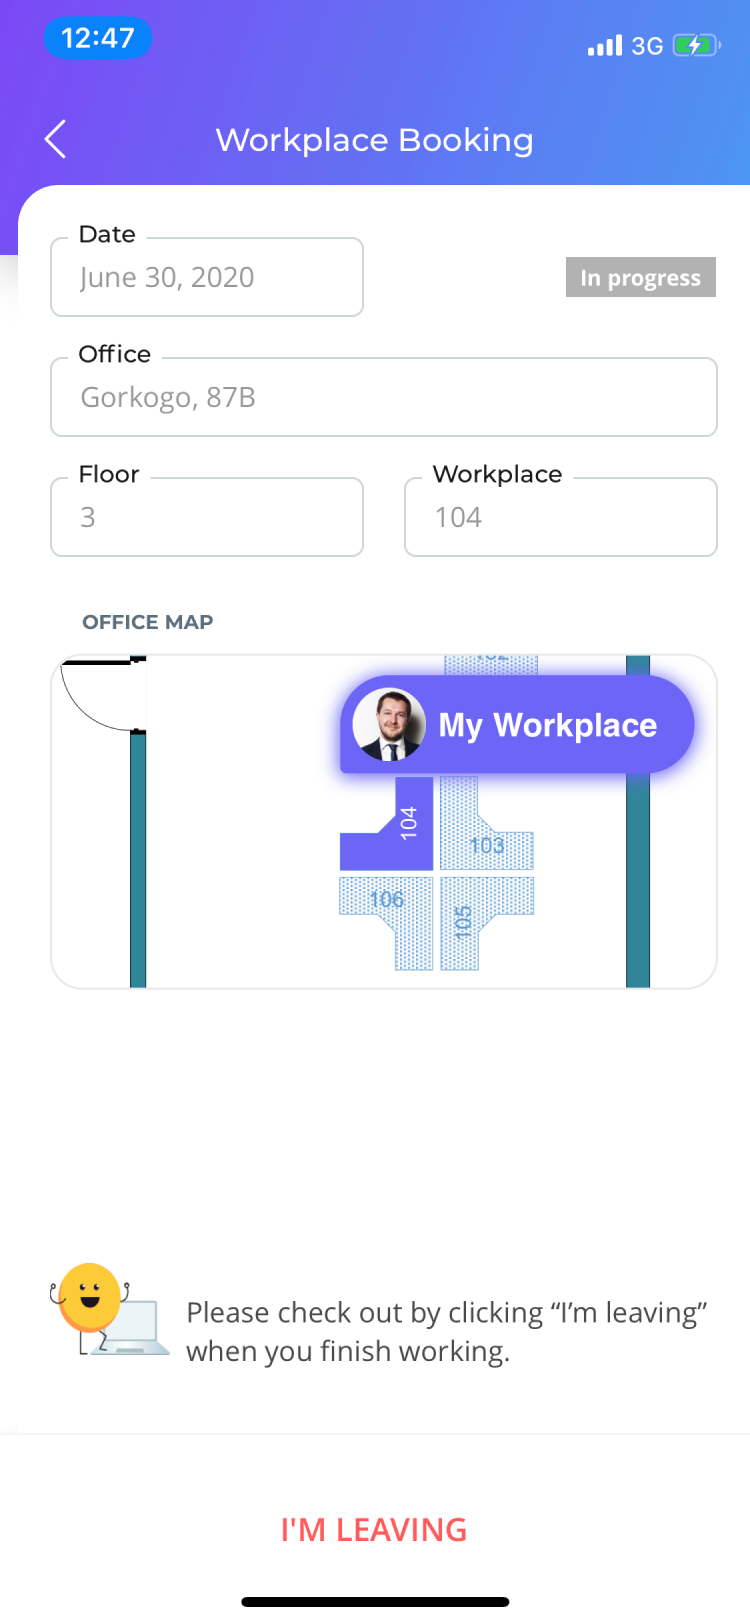 12:47
3G
Workplace Booking
Date
June 30, 2020
In progress
Office
Gorkogo, 87B
Floor
Workplace
3
104
OFFICE MAP
My Workplace
104
103
106
105
Please check out by clicking “I’m leaving”
when you finish working.
I'M LEAVING